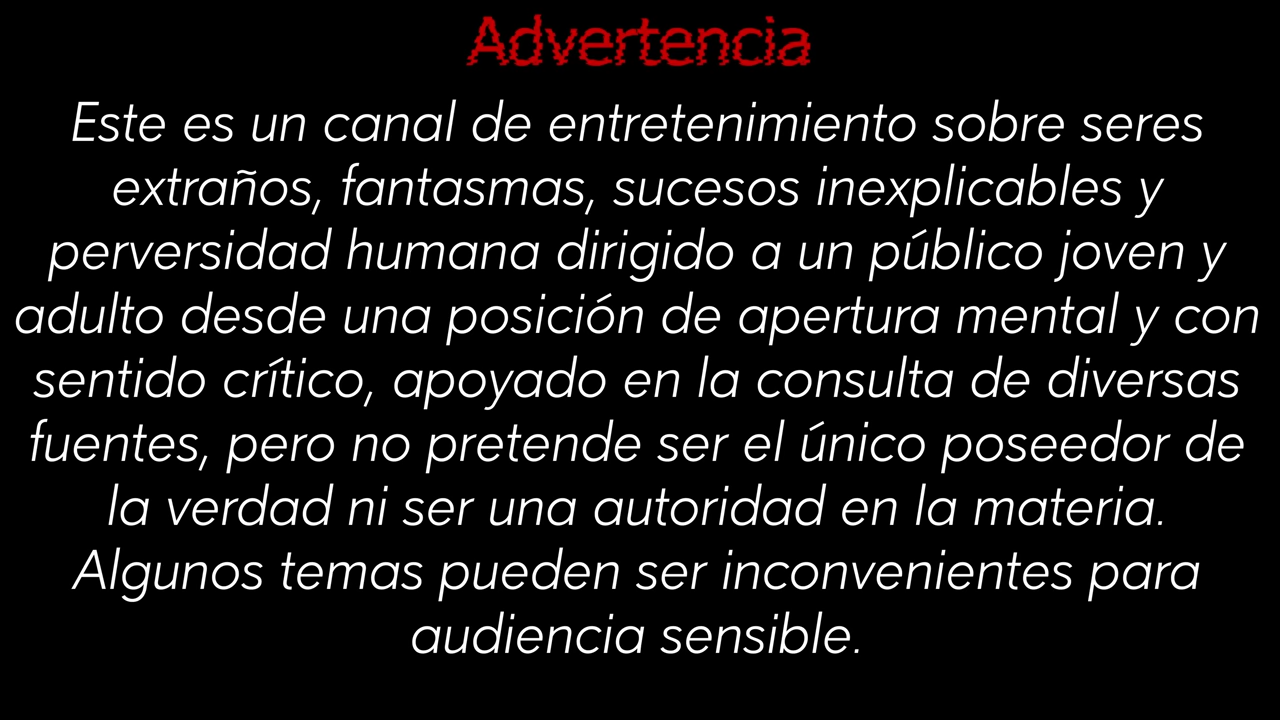 Advertencia
Este es un canal de entretenimiento sobre seres
extraños, fantasmas, sucesos inexplicables y
perversidad humana dirigido a un público joven y
adulto desde una posición de apertura mental y con
sentido crítico, apoyado en la consulta de diversas
fuentes, pero no pretende ser el único poseedor de
la verdad ni ser una autoridad en la materia.
Algunos temas pueden ser inconvenientes para
audiencia sensible.